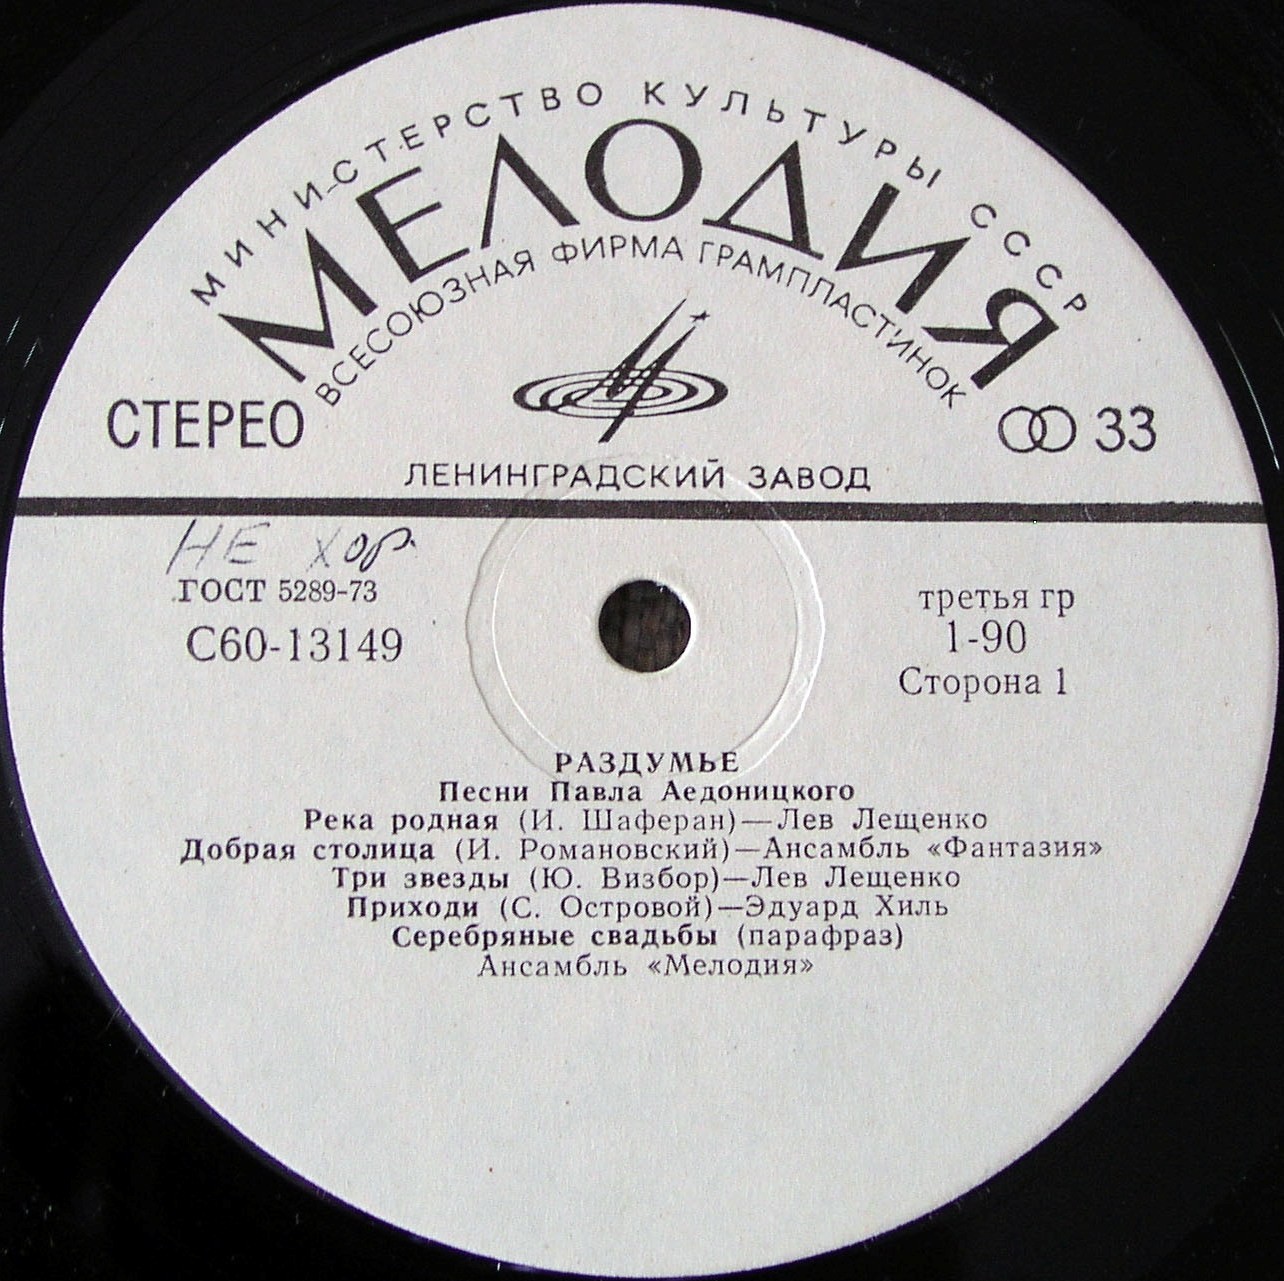 МИНИСТЕРСТВО КУЛЬТУРЫ СССР
МЕЛОДИЯ
ВСЕСОЮЗНАЯ ФИРМА ГРАМПЛАСТИНОК
СТЕРЕО
33
ЛЕНИНГРАДСКИЙ ЗАВОД
НЕ хор.
ГОСТ 5289-73
С60-13149
третья гр
1-90
Сторона 1
РАЗДУМЬЕ
Песни Павла Аедоницкого
Река родная (И. Шаферан)—Лев Лещенко
Добрая столица (И. Романовский)—Ансамбль «Фантазия»
Три звезды (Ю. Визбор)—Лев Лещенко
Приходи (С. Островой)—Эдуард Хиль
Серебряные свадьбы (парафраз)
Ансамбль «Мелодия»